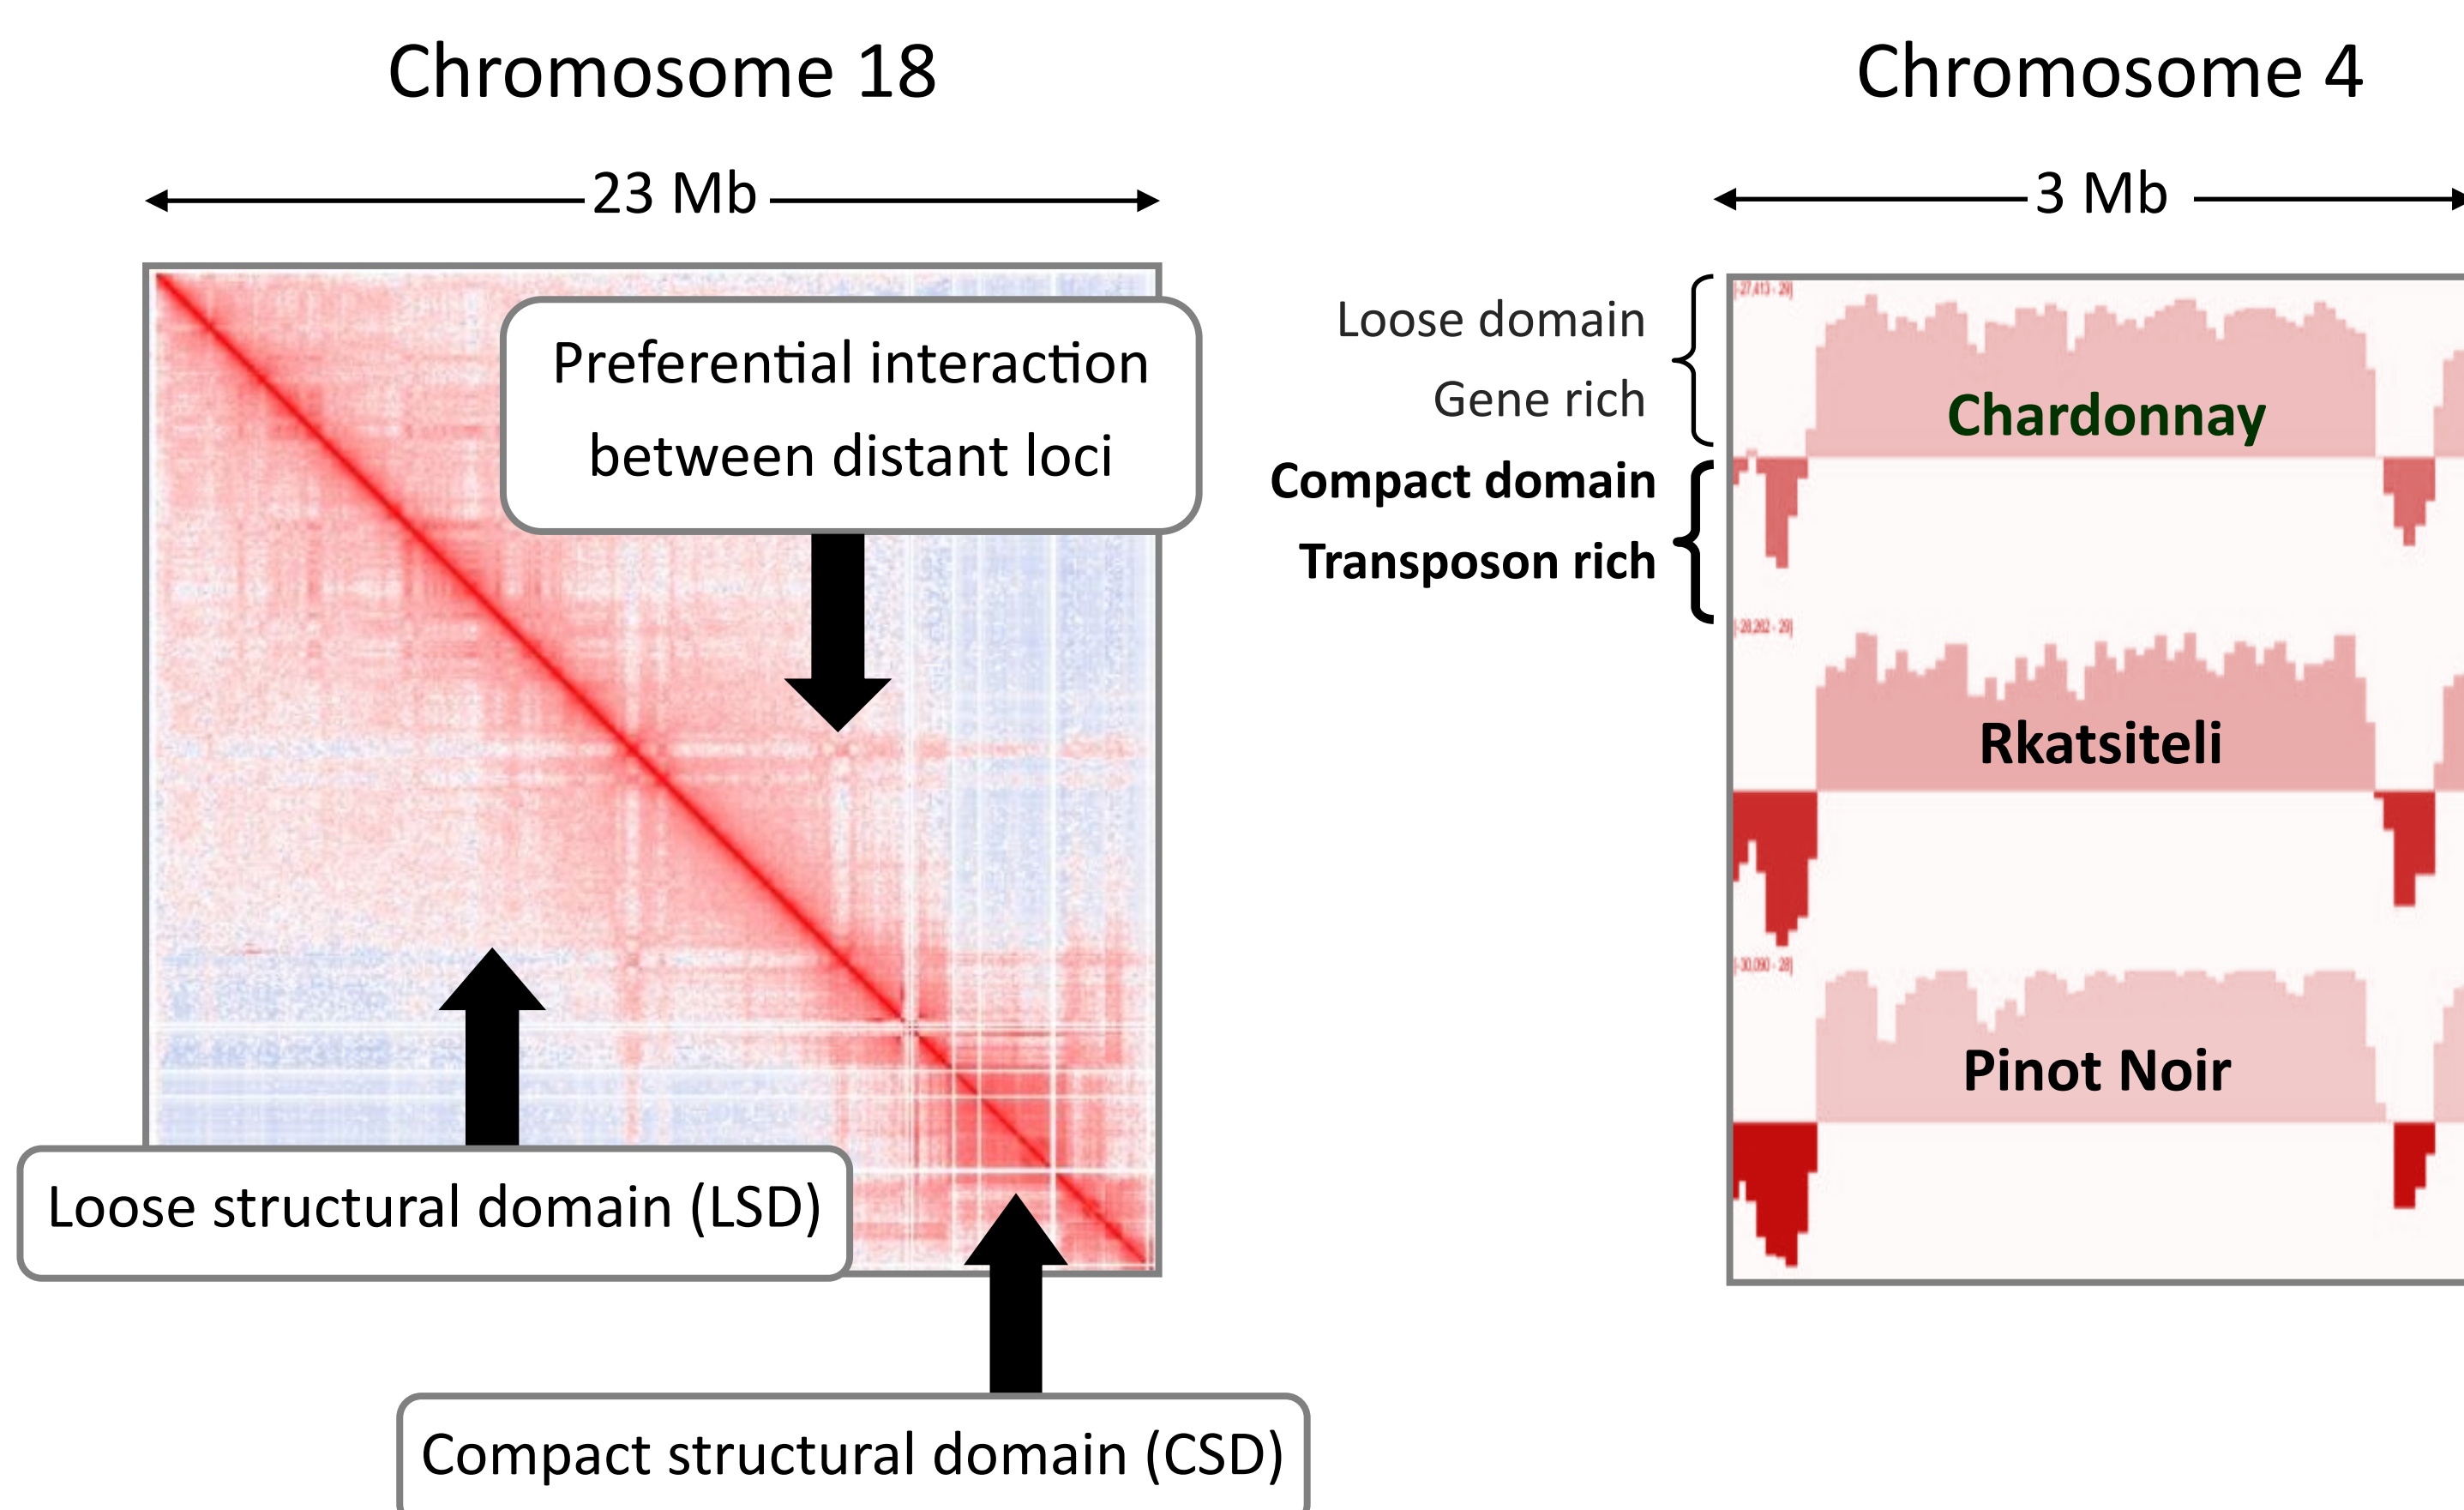 Chromosome 18
23 Mb
Preferential interaction
between distant loci
Loose structural domain (LSD)
Compact structural domain (CSD)
Chromosome 4
3 Mb
Loose domain
Gene rich
Compact domain
Transposon rich
Chardonnay
Rkatsiteli
Pinot Noir